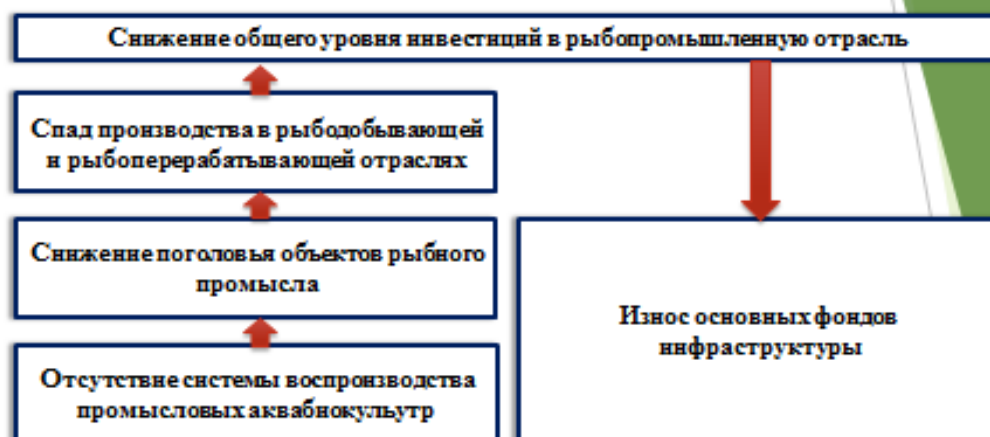 Снижение общего уровня инвестиций в рыбопромышленную отрасль
Спад производства в рыбодобывающей
и рыбоперерабатывающей отраслях
Снижение поголовья объектов рыбного
промысла
Отсутствие системы воспроизводства
промысловых аквабиокульутр
Износ основных фондов
инфраструктуры